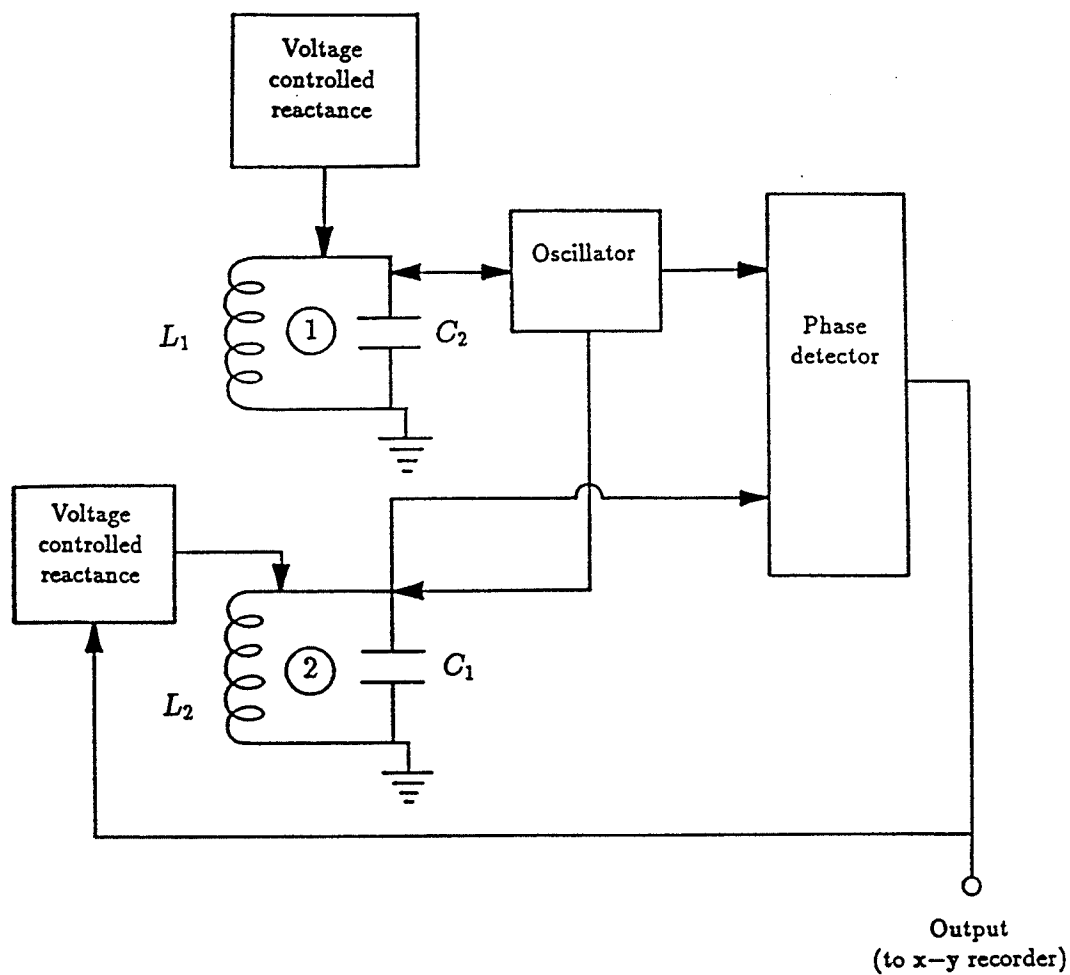 Voltage
controlled
reactance
Oscillator
Phase
detector
L₁
1
C₂
Voltage
controlled
reactance
L₂
2
C₁
Output
(to x–y recorder)